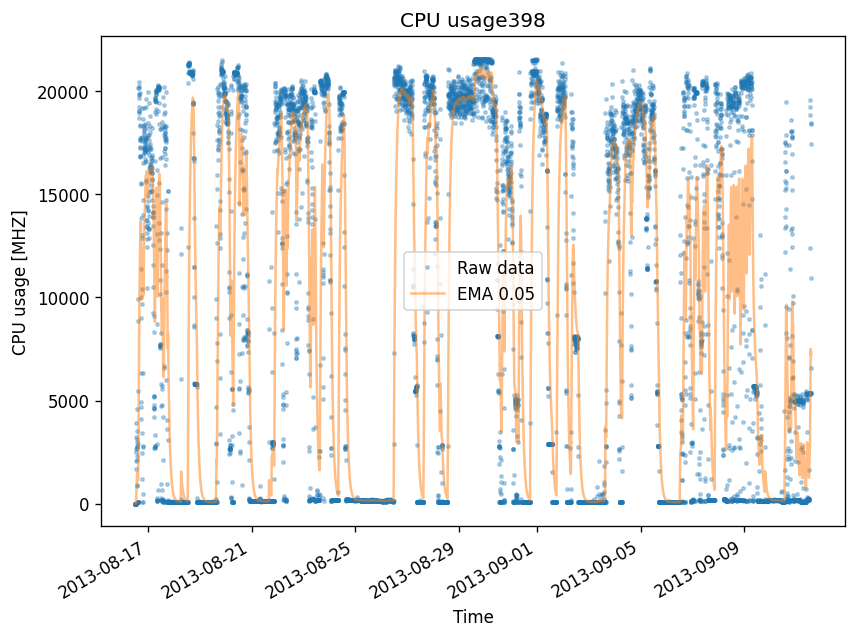 CPU usage398
CPU usage [MHZ]
20000
15000
10000
5000
0
Raw data
EMA 0.05
2013-08-17
2013-08-21
2013-08-25
2013-08-29
2013-09-01
2013-09-05
2013-09-09
Time